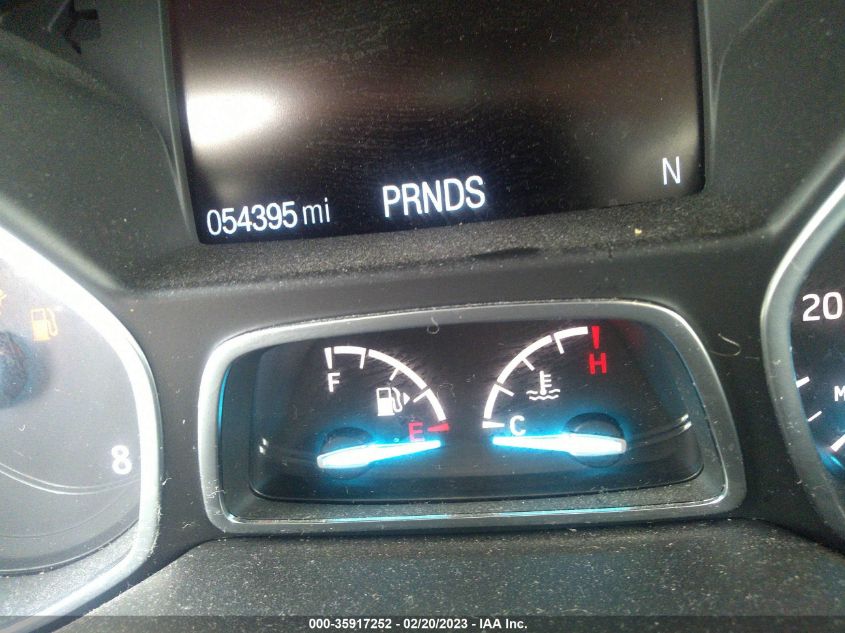 054395 mi PRNDS N
20
F
H
E C
8
M
000-35917252 - 02/20/2023 - IAA Inc.